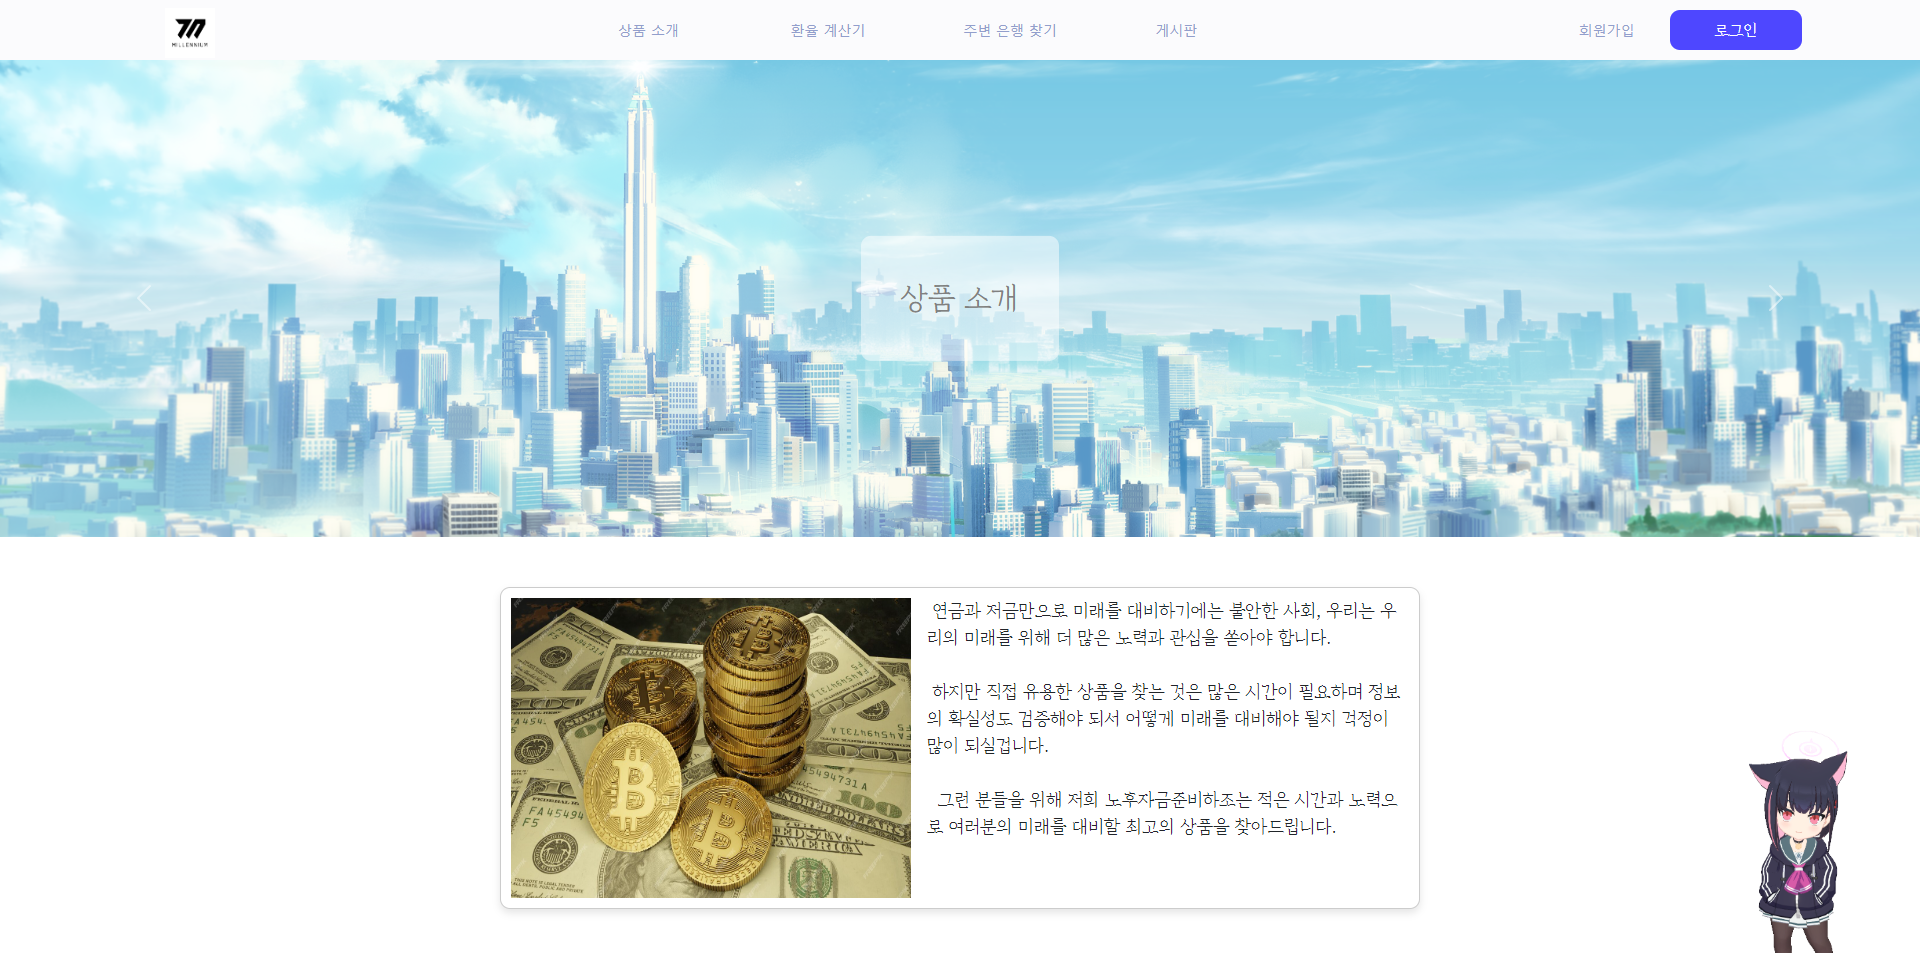 MILLENNIUM
상품 소개
환율 계산기
주변 은행 찾기
게시판
회원가입
로그인
상품 소개
연금과 저금만으로 미래를 대비하기에는 불안한 사회, 우리는 우
리의 미래를 위해 더 많은 노력과 관심을 쏟아야 합니다.
하지만 직접 유용한 상품을 찾는 것은 많은 시간이 필요하며 정보
의 확실성도 검증해야 되서 어떻게 미래를 대비해야 될지 걱정이
많이 되실겁니다.
그런 분들을 위해 저희 노후자금준비하조는 적은 시간과 노력으
로 여러분의 미래를 대비할 최고의 상품을 찾아드립니다.